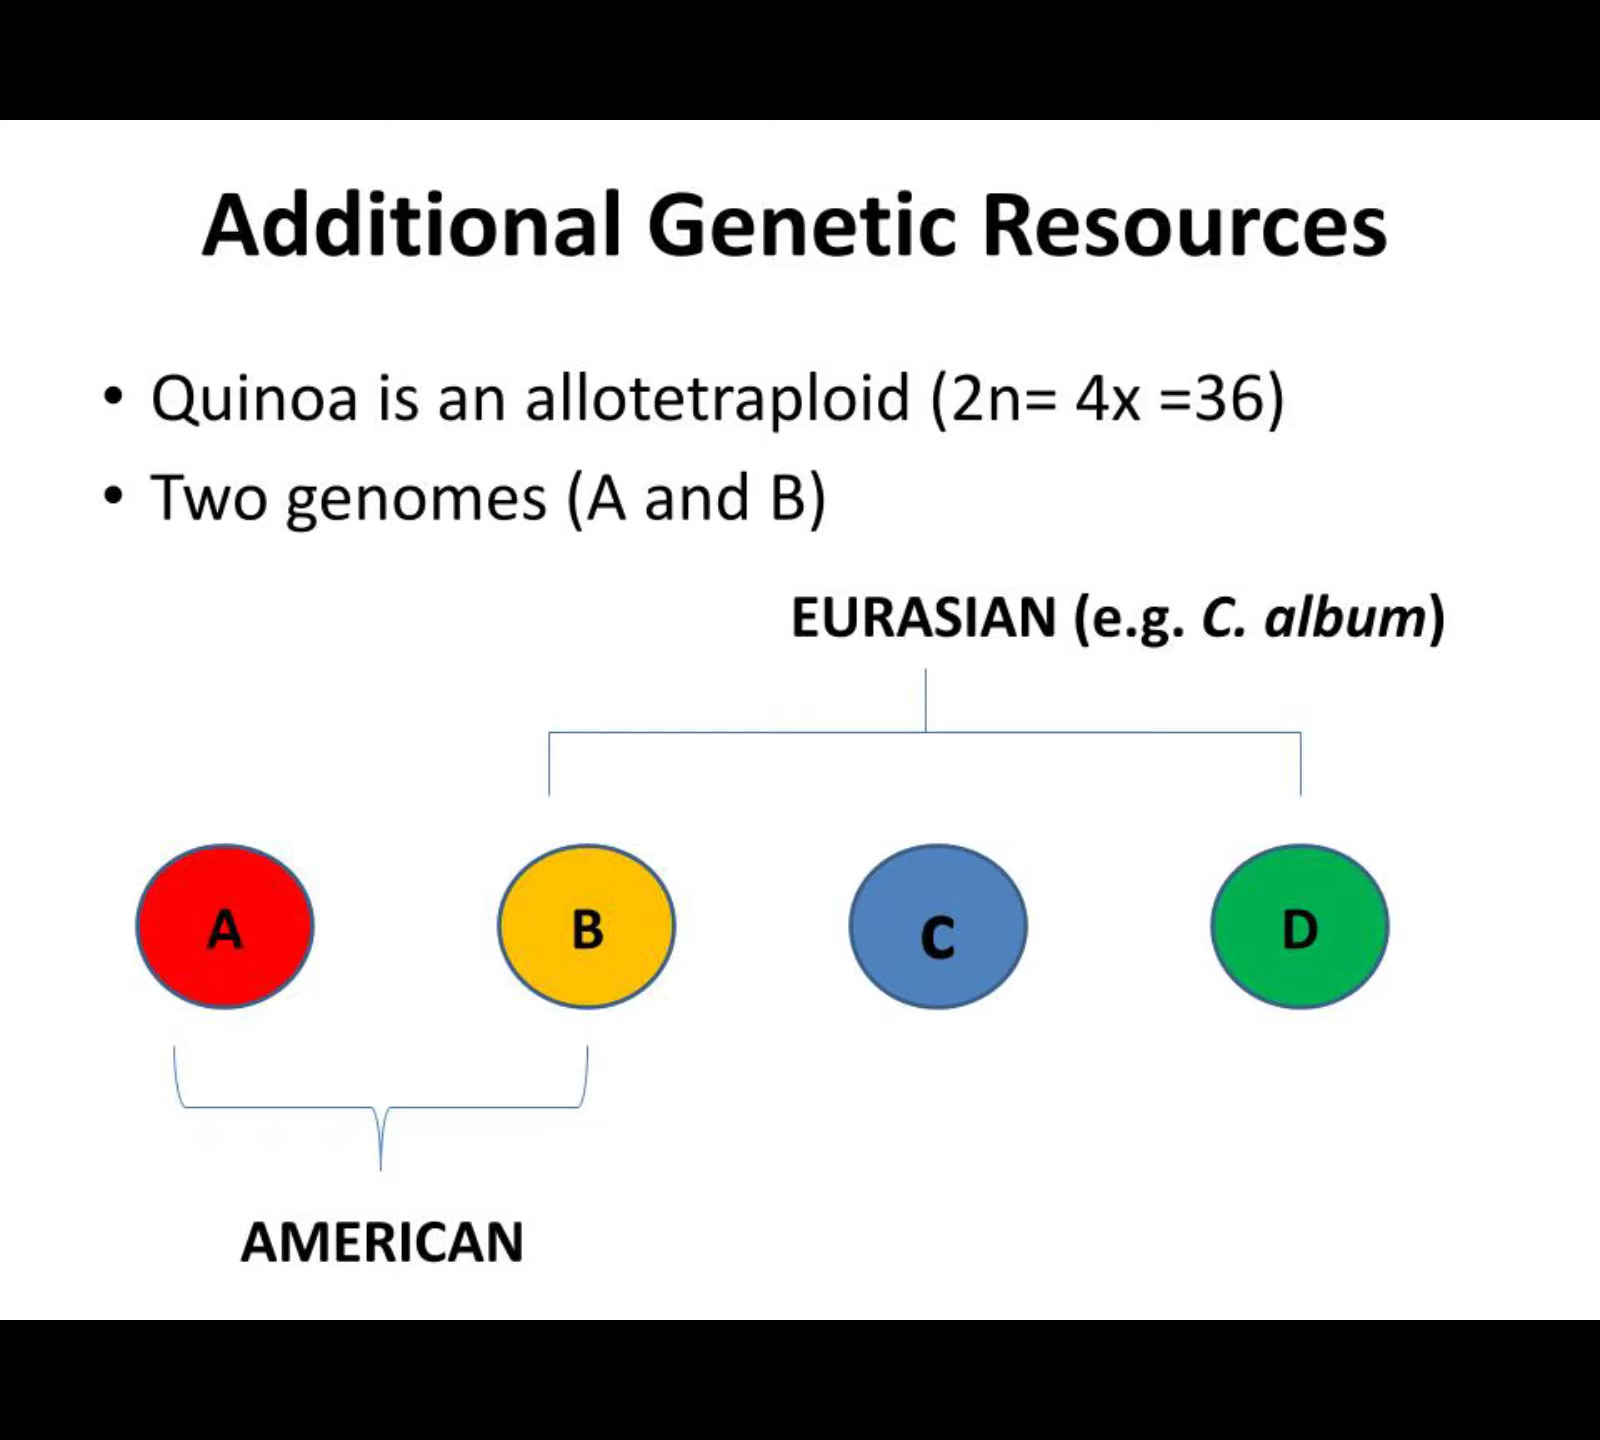 Additional Genetic Resources
• Quinoa is an allotetraploid (2n= 4x =36)
• Two genomes (A and B)
EURASIAN (e.g. C. album)
A B C D
AMERICAN